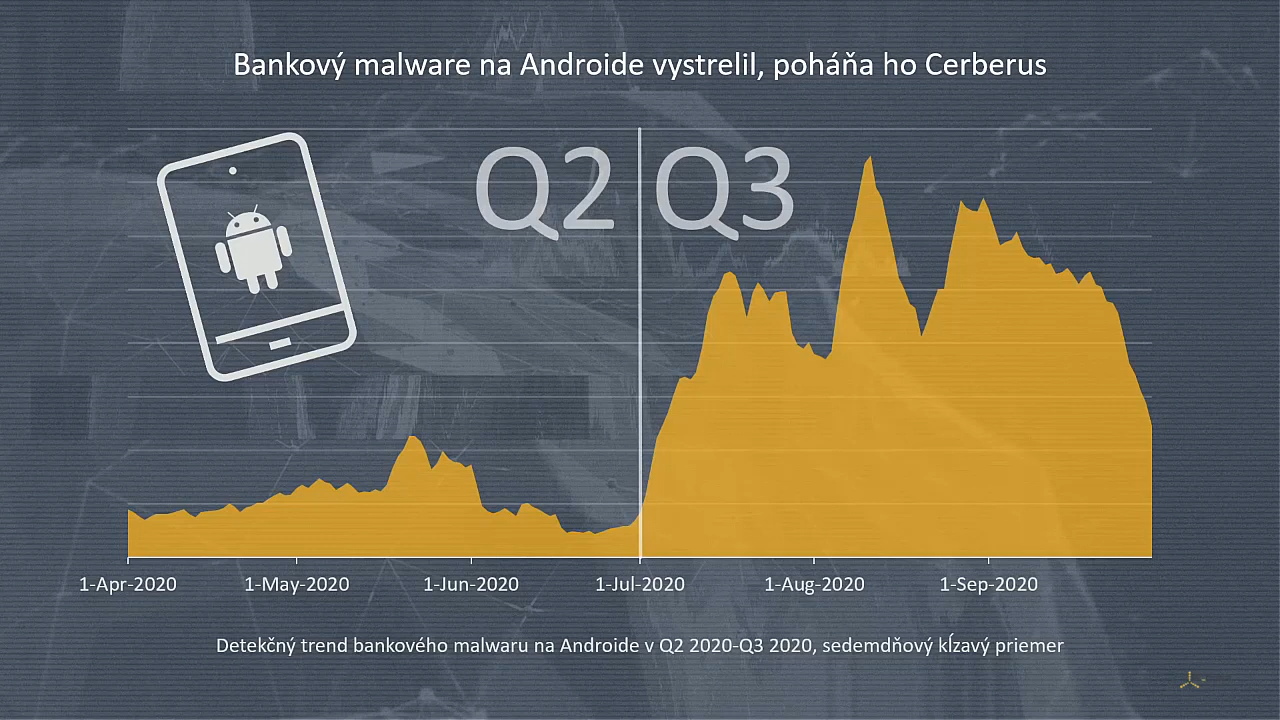 Bankový malware na Androide vystrelil, poháňa ho Cerberus
Q2 Q3
1-Apr-2020 1-May-2020 1-Jun-2020 1-Jul-2020 1-Aug-2020 1-Sep-2020
Detekčný trend bankového malwaru na Androide v Q2 2020-Q3 2020, sedemdňový kĺzavý priemer